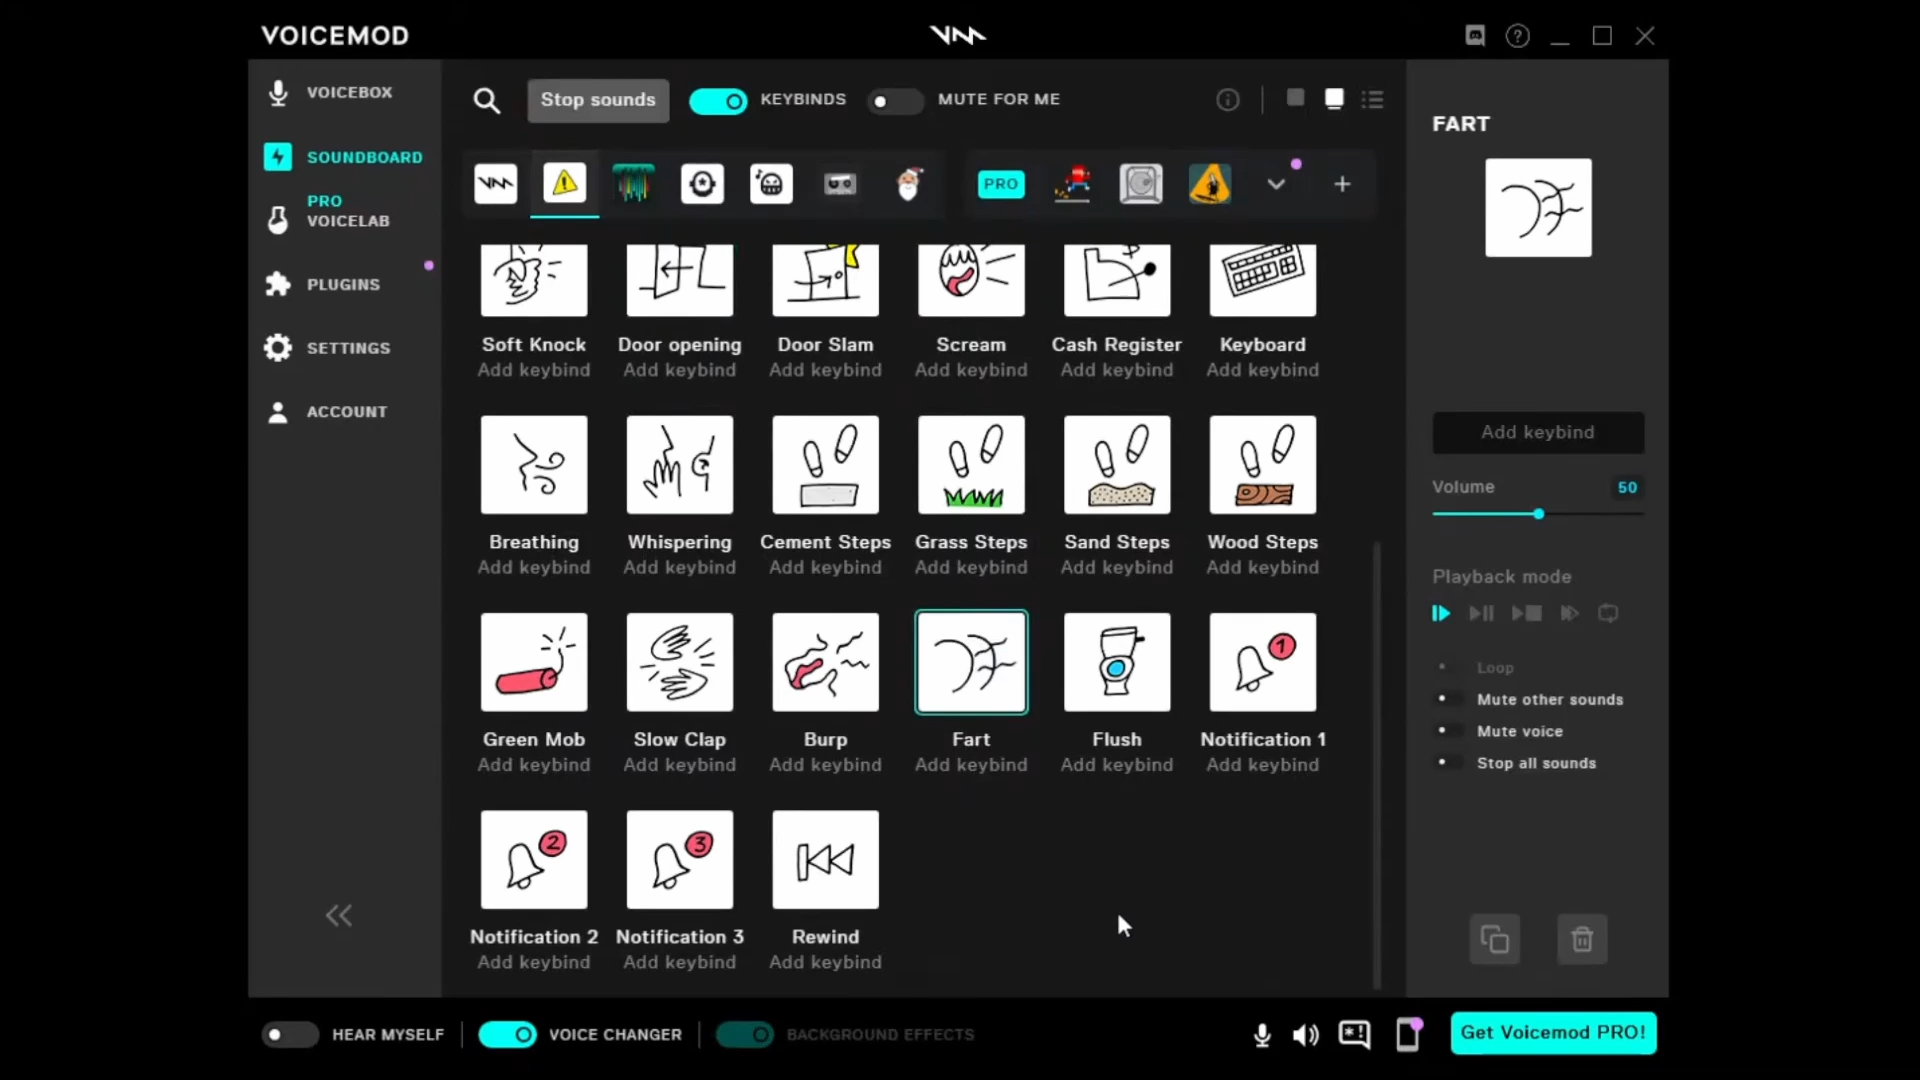 VOICEMOD
VOICEBOX
SOUNDBOARD
PRO
VOICELAB
PLUGINS
SETTINGS
ACCOUNT
Stop sounds
KEYBINDS
MUTE FOR ME
PRO
Soft Knock
Add keybind
Door opening
Add keybind
Door Slam
Add keybind
Scream
Add keybind
Cash Register
Add keybind
Keyboard
Add keybind
Breathing
Add keybind
Whispering
Add keybind
Cement Steps
Add keybind
Grass Steps
Add keybind
Sand Steps
Add keybind
Wood Steps
Add keybind
Green Mob
Add keybind
Slow Clap
Add keybind
Burp
Add keybind
Fart
Add keybind
Flush
Add keybind
1
Notification 1
Add keybind
2
Notification 2
Add keybind
3
Notification 3
Add keybind
Rewind
Add keybind
FART
Add keybind
Volume 50
Playback mode
Loop
Mute other sounds
Mute voice
Stop all sounds
HEAR MYSELF
VOICE CHANGER
BACKGROUND EFFECTS
Get Voicemod PRO!